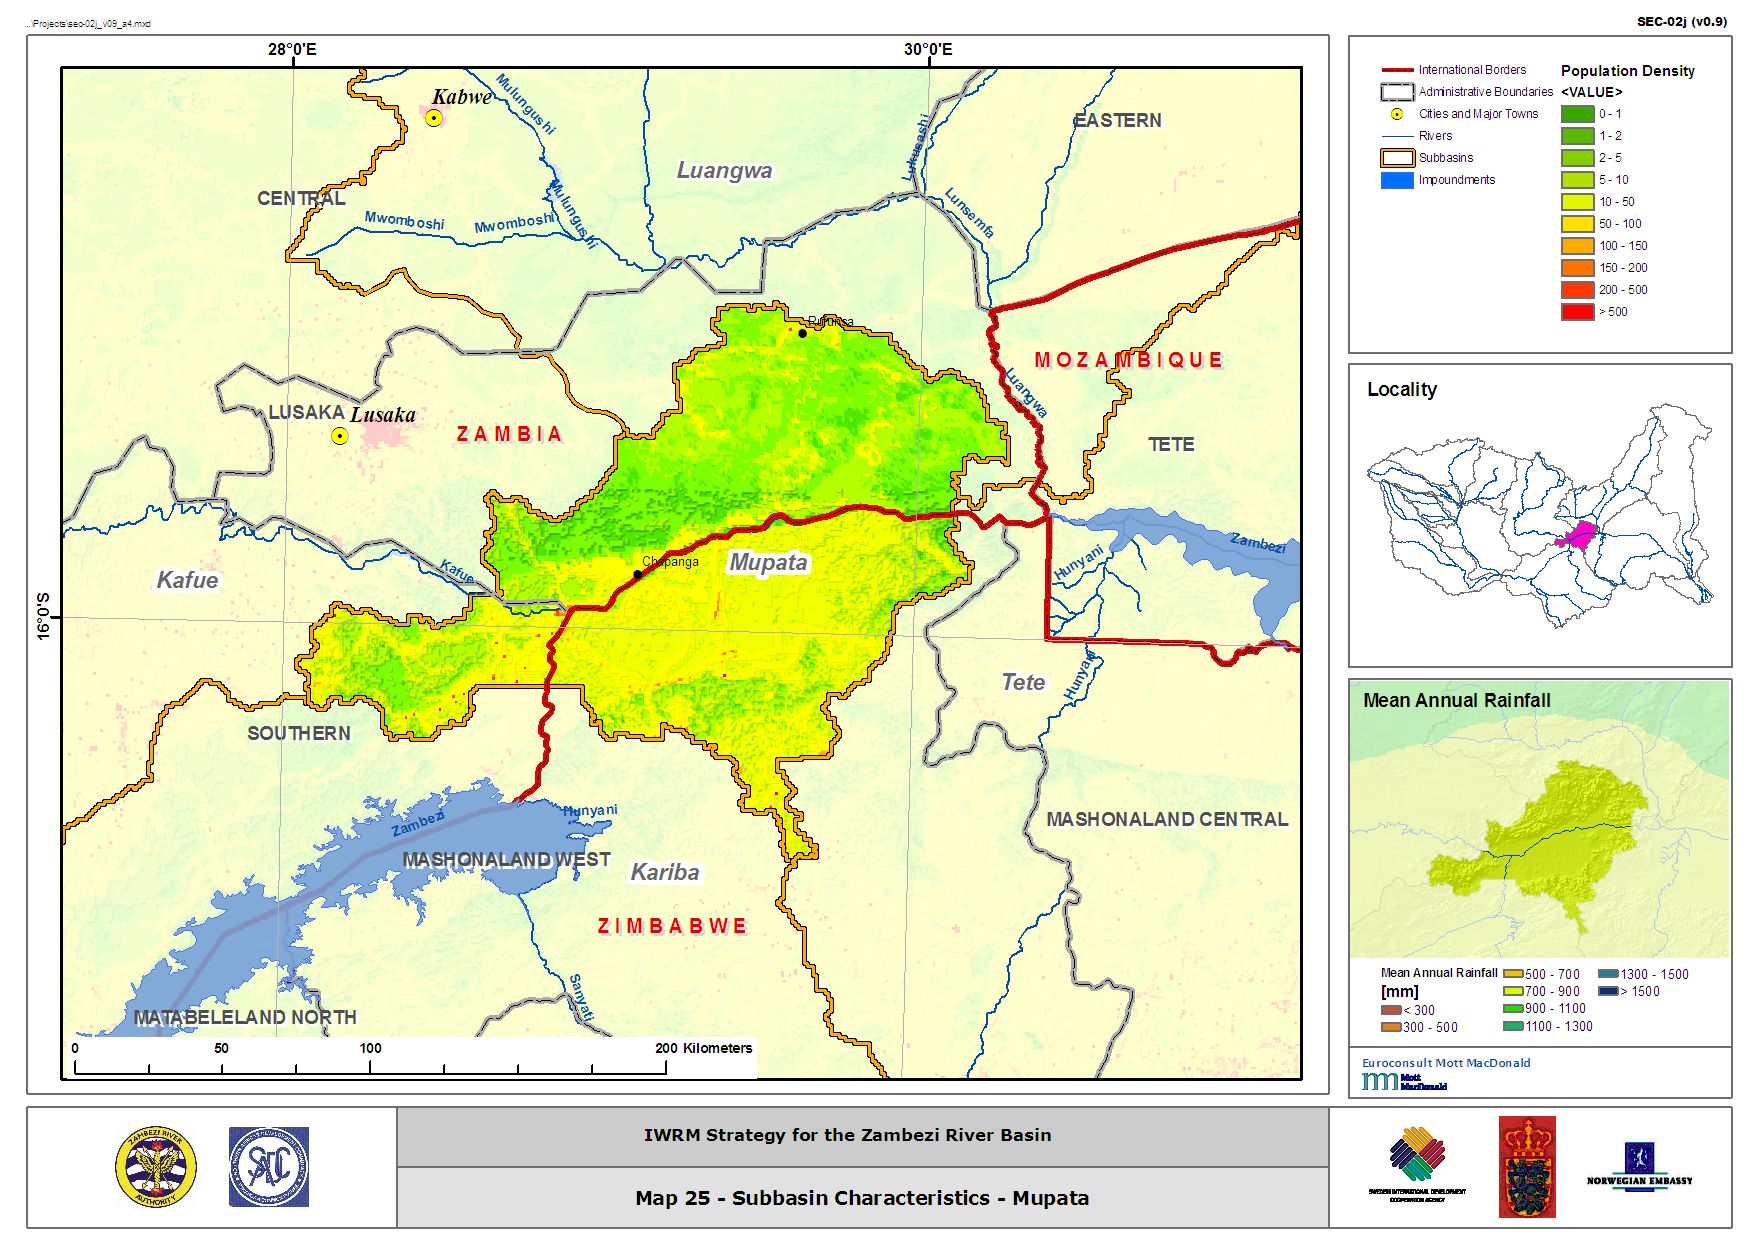 ...\Projects\sec-02j_v09_a4.mxd
SEC-02j (v0.9)
28°0'E
30°0'E
16°0'S
Kabwe
Mulungushi
Mulungushi
Mwomboshi
Mwomboshi
CENTRAL
Luangwa
Lukusashi
Lunsemfa
EASTERN
MOZAMBIQUE
Luangwa
LUSAKA
Lusaka
ZAMBIA
Rufunsa
TETE
Zambezi
Hunyani
Kafue
Kafue
Chapanga
Mupata
Tete
Hunyani
SOUTHERN
Zambezi
Hunyani
MASHONALAND WEST
MASHONALAND CENTRAL
Kariba
ZIMBABWE
Sanyati
MATABELELAND NORTH
0 50 100 200 Kilometers
International Borders
Administrative Boundaries
Cities and Major Towns
Rivers
Subbasins
Impoundments
Population Density
<VALUE>
0 - 1
1 - 2
2 - 5
5 - 10
10 - 50
50 - 100
100 - 150
150 - 200
200 - 500
> 500
Locality
Mean Annual Rainfall
Mean Annual Rainfall
[mm]
< 300
300 - 500
500 - 700
700 - 900
900 - 1100
1100 - 1300
1300 - 1500
> 1500
Euroconsult Mott MacDonald
Mott
MacDonald
ZAMBEZI RIVER
AUTHORITY
SADC
IWRM Strategy for the Zambezi River Basin
Map 25 - Subbasin Characteristics - Mupata
SWEDISH INTERNATIONAL DEVELOPMENT
COOPERATION AGENCY
NORWEGIAN EMBASSY